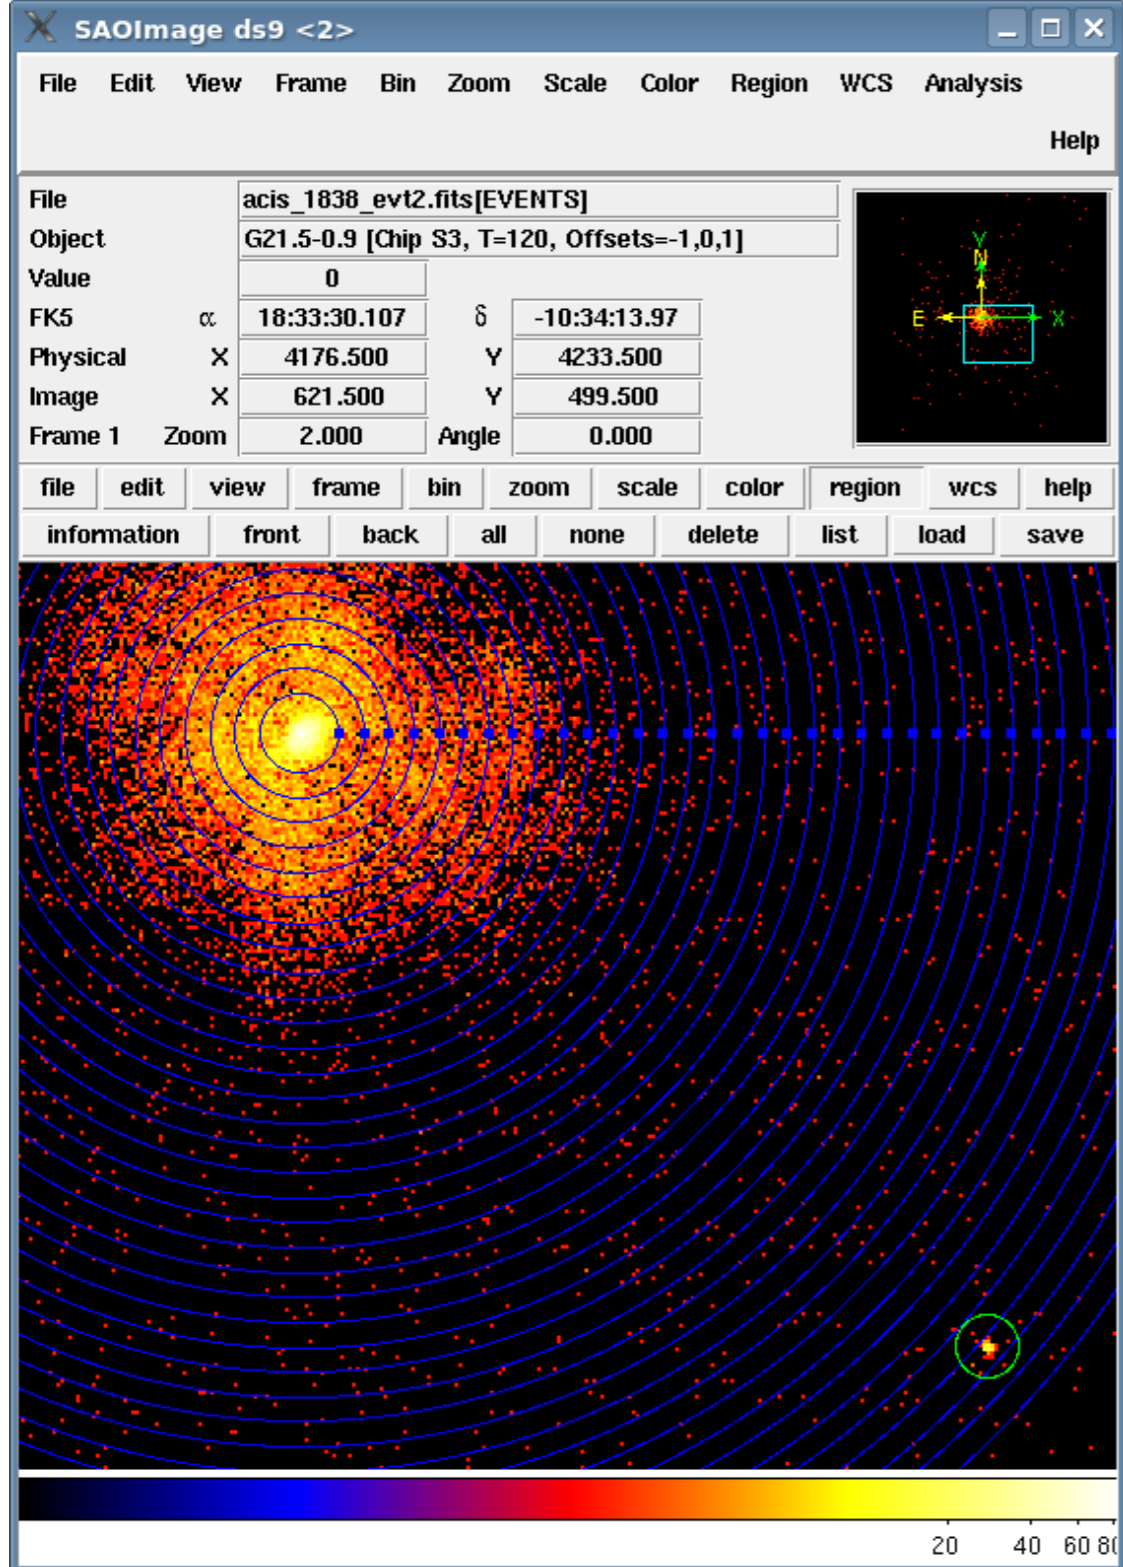 SAOImage ds9 <2>
File Edit View Frame Bin Zoom Scale Color Region WCS Analysis
Help
File acis_1838_evt2.fits[EVENTS]
Object G21.5-0.9 [Chip S3, T=120, Offsets=-1,0,1]
Value 0
FK5 α 18:33:30.107 δ -10:34:13.97
Physical X 4176.500 Y 4233.500
Image X 621.500 Y 499.500
Frame 1 Zoom 2.000 Angle 0.000
Y
N
E X
file edit view frame bin zoom scale color region wcs help
information front back all none delete list load save
20 40 60 80